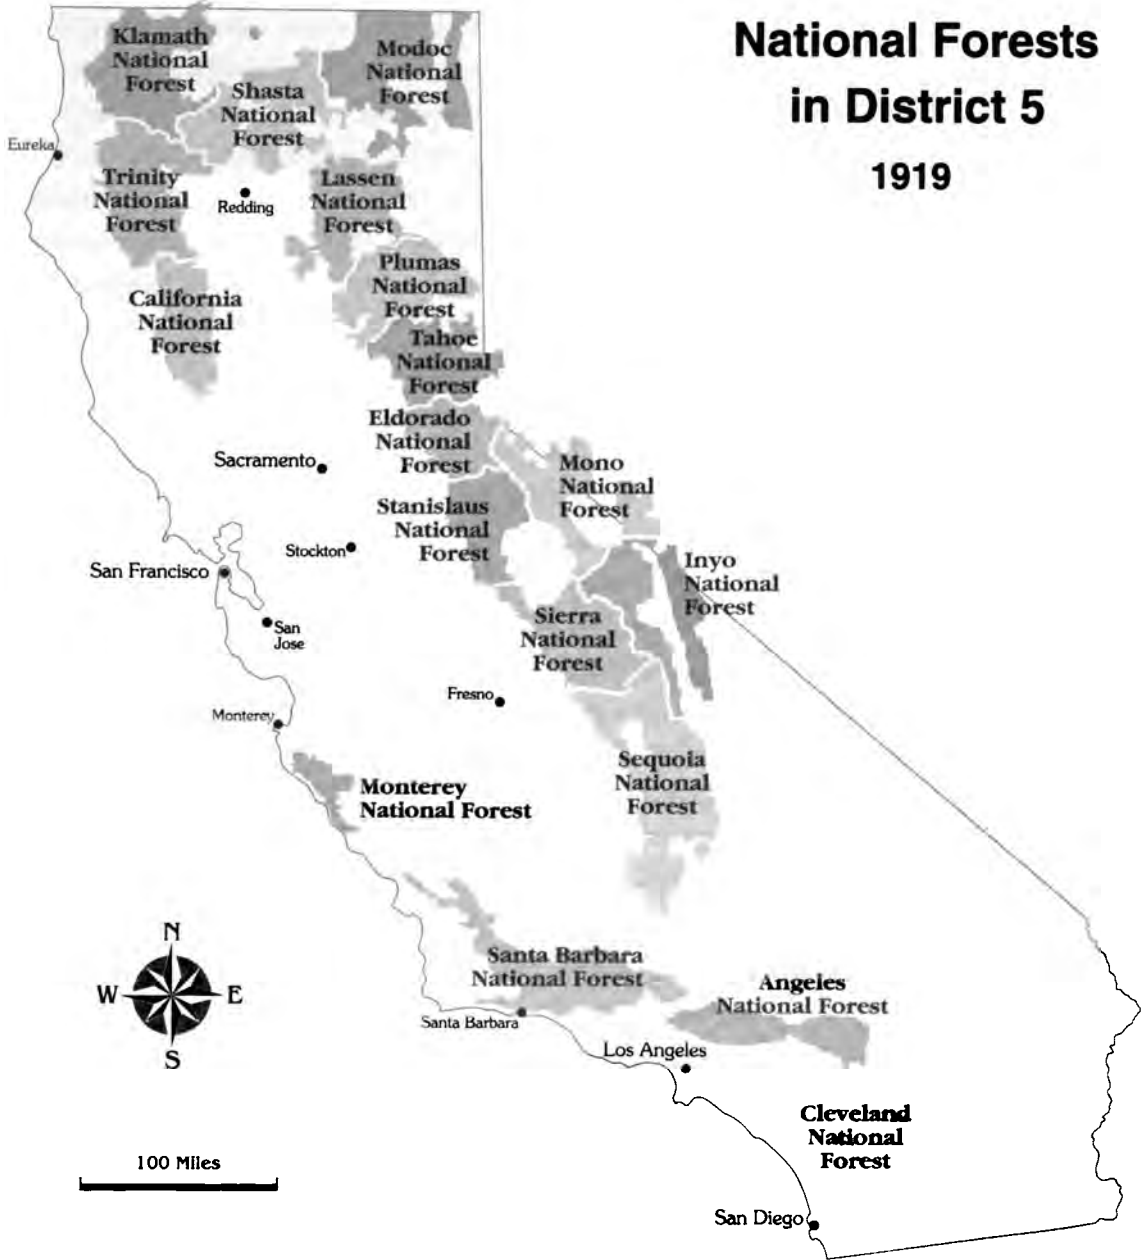 National Forests
in District 5
1919
Klamath
National
Forest
Modoc
National
Forest
Shasta
National
Forest
Eureka
Trinity
National
Forest
Redding
Lassen
National
Forest
Plumas
National
Forest
California
National
Forest
Tahoe
National
Forest
Eldorado
National
Forest
Sacramento
Mono
National
Forest
Stanislaus
National
Forest
Stockton
San Francisco
Inyo
National
Forest
San
Jose
Sierra
National
Forest
Fresno
Monterey
Sequoia
National
Forest
Monterey
National Forest
N
W
E
S
Santa Barbara
National Forest
Angeles
National Forest
Santa Barbara
Los Angeles
Cleveland
National
Forest
100 Miles
San Diego